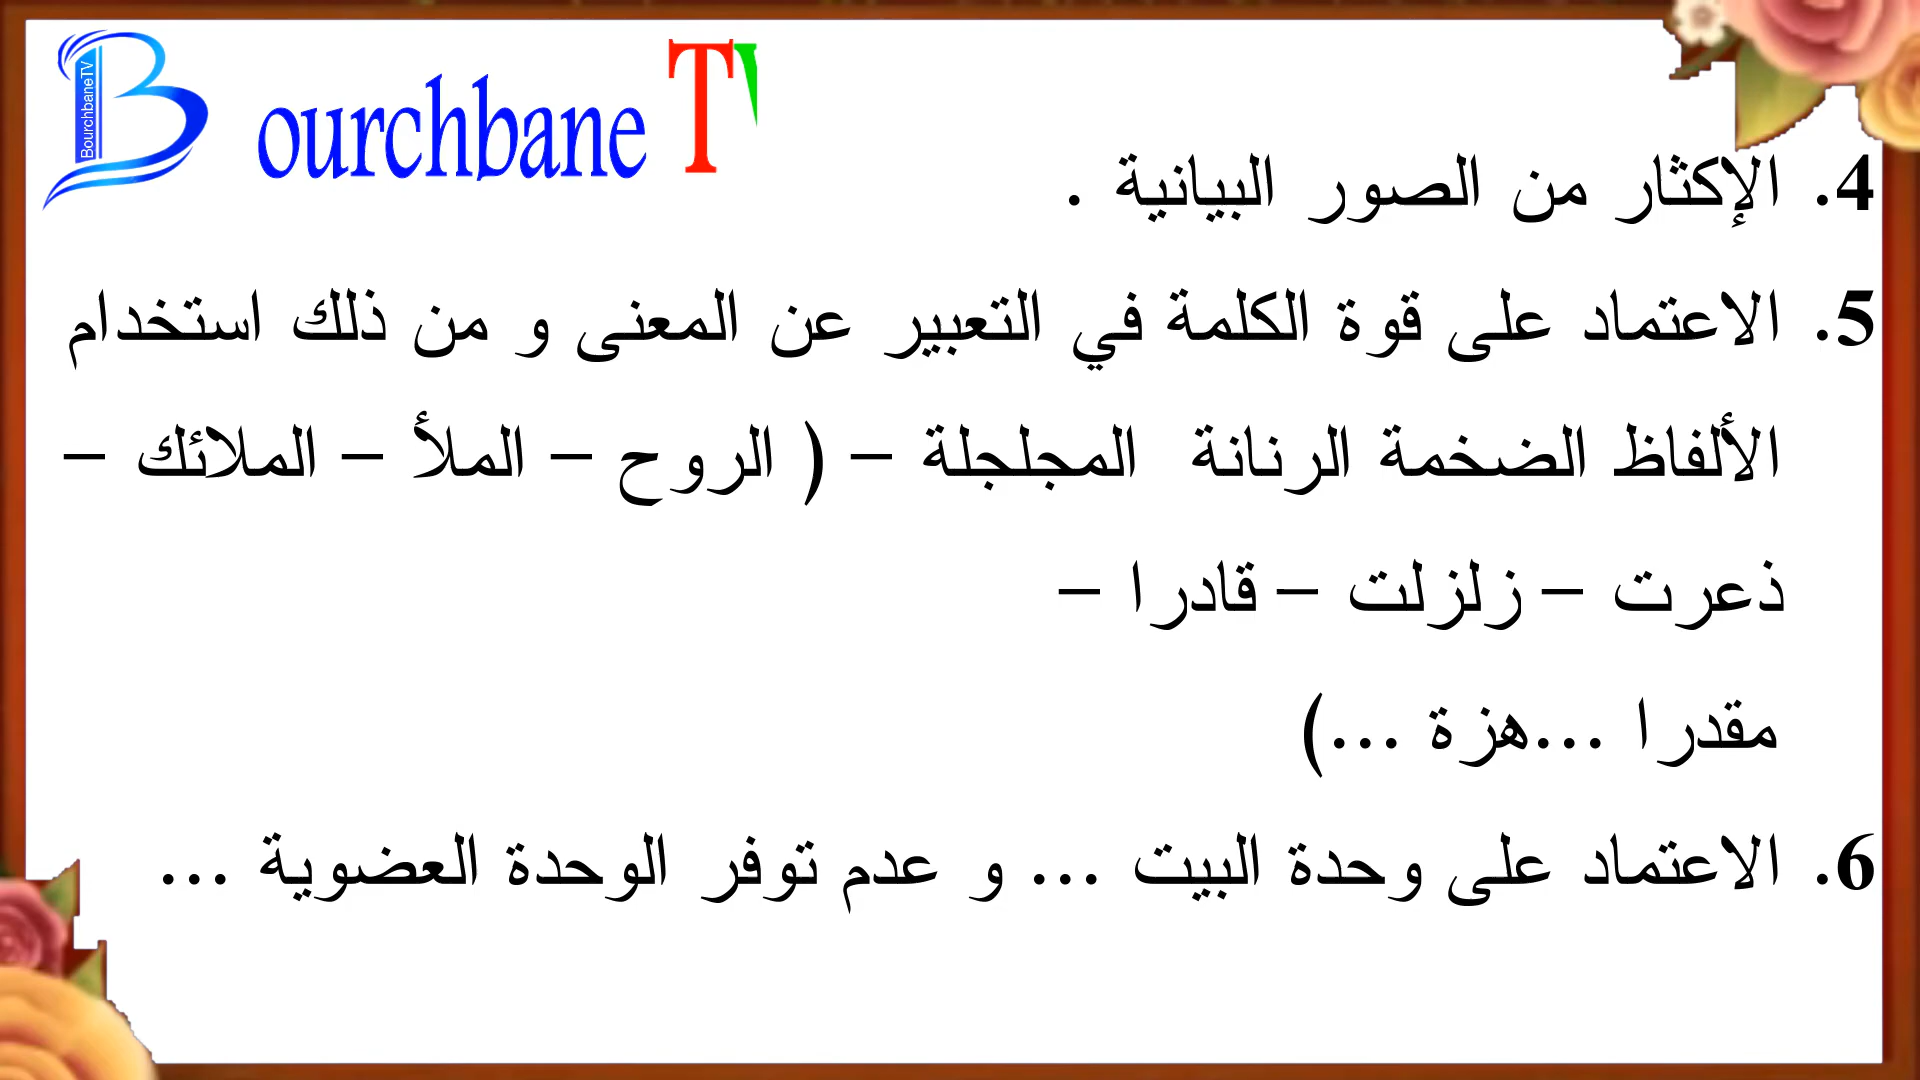 BourchbaneTV
B ourchbane TV
4. الإكثار من الصور البيانية .
5. الاعتماد على قوة الكلمة في التعبير عن المعنى و من ذلك استخدام
الألفاظ الضخمة الرنانة المجلجلة – ( الروح – الملأ – الملائك –
ذعرت – زلزلت – قادرا –
مقدرا ...هزة ...)
6. الاعتماد على وحدة البيت ... و عدم توفر الوحدة العضوية ...